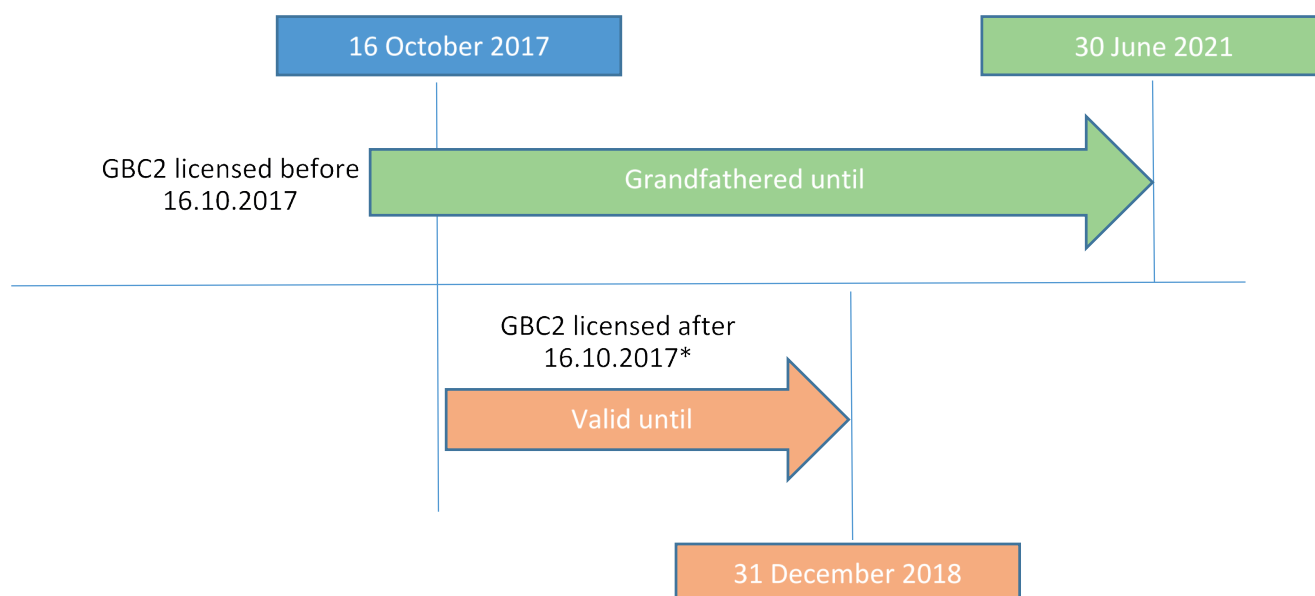 16 October 2017
30 June 2021
GBC2 licensed before
16.10.2017
Grandfathered until
GBC2 licensed after
16.10.2017*
Valid until
31 December 2018